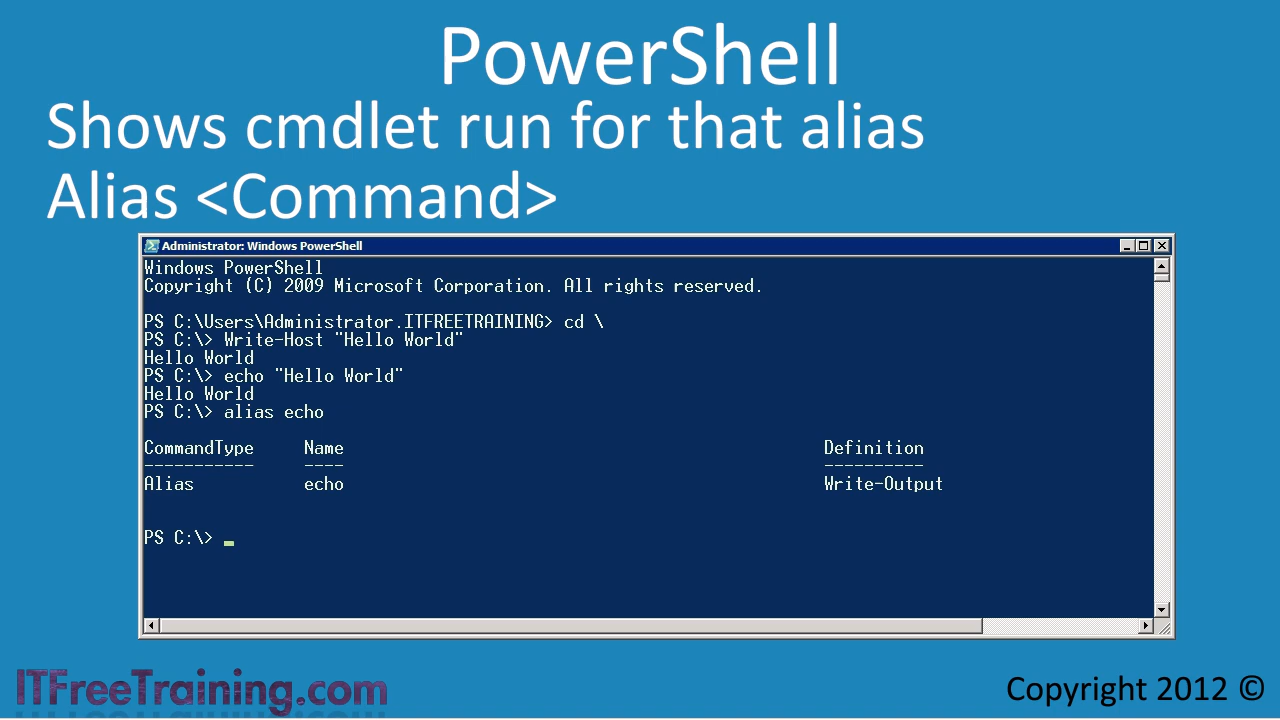 PowerShell
Shows cmdlet run for that alias
Alias <Command>
Administrator: Windows PowerShell
Windows PowerShell
Copyright (C) 2009 Microsoft Corporation. All rights reserved.
PS C:\Users\Administrator.ITFREETRAINING> cd \
PS C:\> Write-Host "Hello World"
Hello World
PS C:\> echo "Hello World"
Hello World
PS C:\> alias echo
CommandType Name Definition
----------- ---- ----------
Alias echo Write-Output
PS C:\> _
ITFreeTraining.com
Copyright 2012 ©